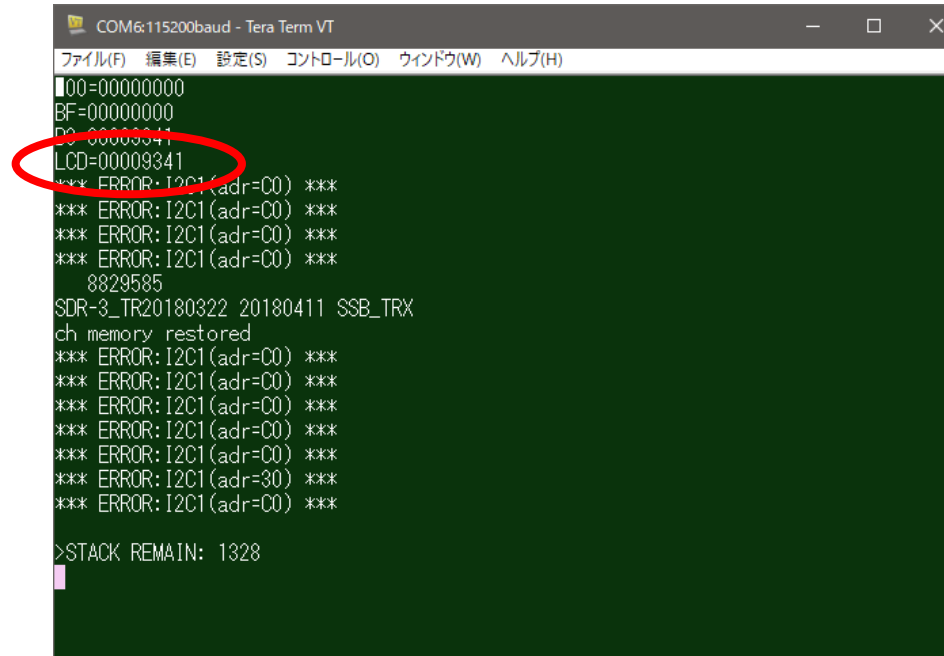 COM6:115200baud - Tera Term VT
ファイル(F) 編集(E) 設定(S) コントロール(O) ウィンドウ(W) ヘルプ(H)
00=00000000
BF=00000000
D3=00009341
LCD=00009341
*** ERROR:I2C1(adr=C0) ***
*** ERROR:I2C1(adr=C0) ***
*** ERROR:I2C1(adr=C0) ***
*** ERROR:I2C1(adr=C0) ***
8829585
SDR-3_TR20180322 20180411 SSB_TRX
ch memory restored
*** ERROR:I2C1(adr=C0) ***
*** ERROR:I2C1(adr=C0) ***
*** ERROR:I2C1(adr=C0) ***
*** ERROR:I2C1(adr=C0) ***
*** ERROR:I2C1(adr=C0) ***
*** ERROR:I2C1(adr=30) ***
*** ERROR:I2C1(adr=C0) ***
>STACK REMAIN: 1328